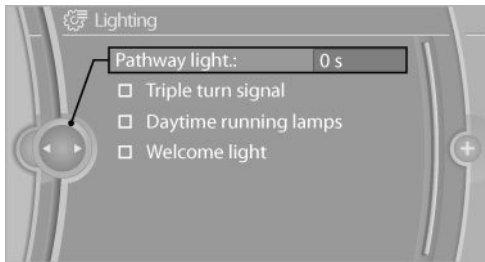 Lighting
Pathway light.: 0 s
Triple turn signal
Daytime running lamps
Welcome light